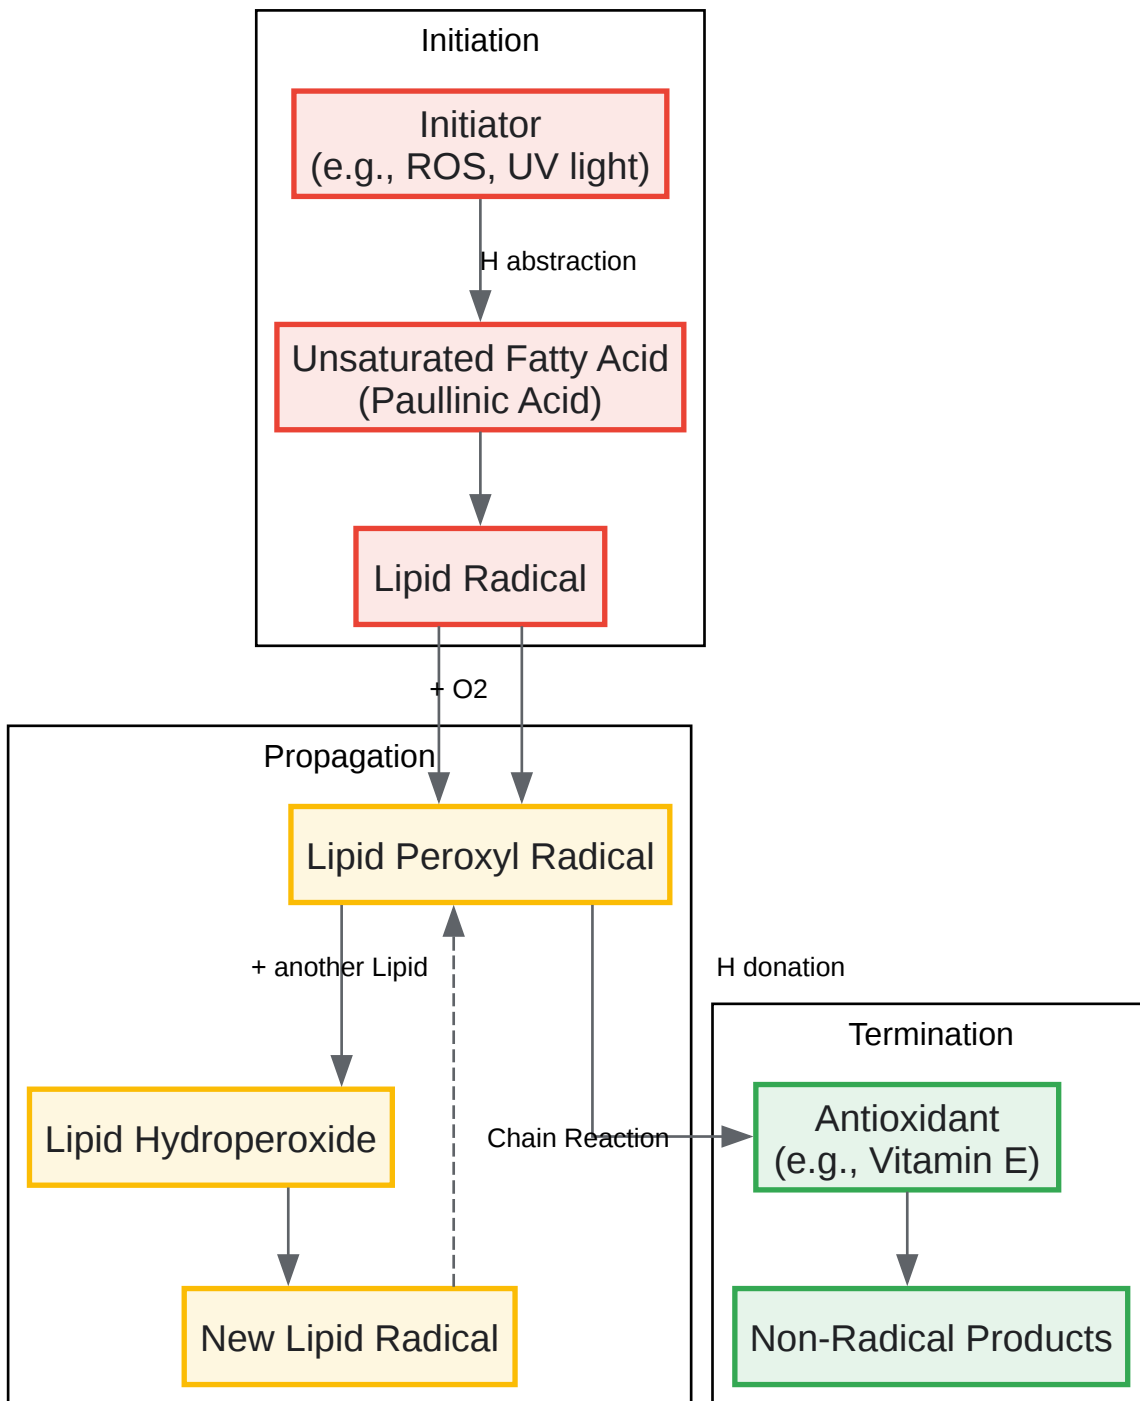 Initiation
Initiator
(e.g., ROS, UV light)
H abstraction
Unsaturated Fatty Acid
(Paullinic Acid)
Lipid Radical
+ O2
Propagation
Lipid Peroxyl Radical
+ another Lipid
H donation
Termination
Antioxidant
(e.g., Vitamin E)
Lipid Hydroperoxide
Chain Reaction
New Lipid Radical
Non-Radical Products